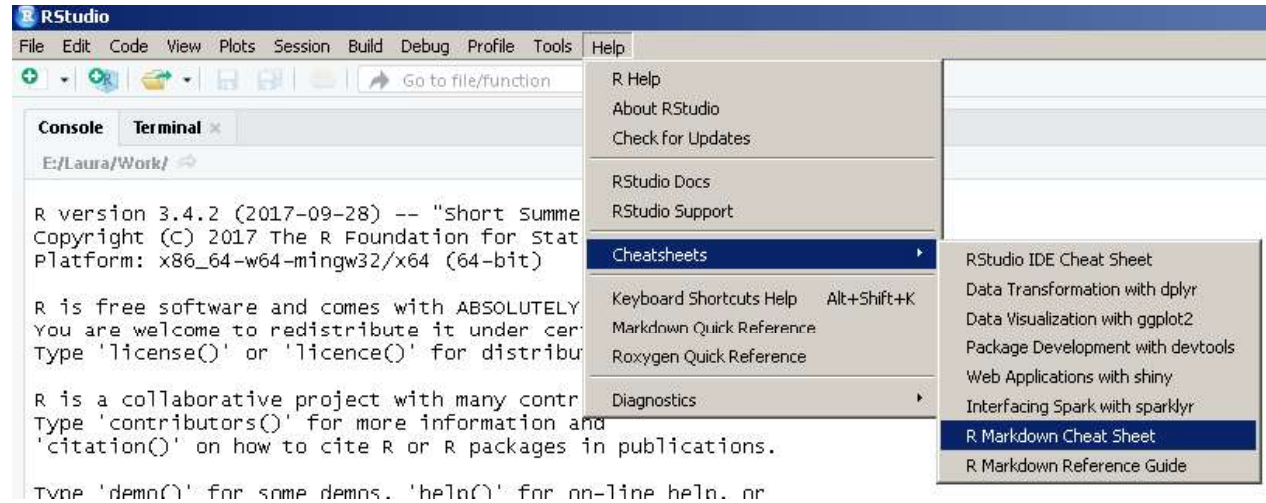 RStudio
File Edit Code View Plots Session Build Debug Profile Tools Help
Go to file/function
Console Terminal
E:/Laura/Work/
R version 3.4.2 (2017-09-28) -- "Short Summe
Copyright (C) 2017 The R Foundation for Stat
Platform: x86_64-w64-mingw32/x64 (64-bit)
R is free software and comes with ABSOLUTELY
You are welcome to redistribute it under cer
Type 'license()' or 'licence()' for distribu
R is a collaborative project with many contr
Type 'contributors()' for more information and
'citation()' on how to cite R or R packages in publications.
Type 'demo()' for some demos, 'help()' for on-line help, or
R Help
About RStudio
Check for Updates
RStudio Docs
RStudio Support
Cheatsheets
Keyboard Shortcuts Help Alt+Shift+K
Markdown Quick Reference
Roxygen Quick Reference
Diagnostics
RStudio IDE Cheat Sheet
Data Transformation with dplyr
Data Visualization with ggplot2
Package Development with devtools
Web Applications with shiny
Interfacing Spark with sparklyr
R Markdown Cheat Sheet
R Markdown Reference Guide